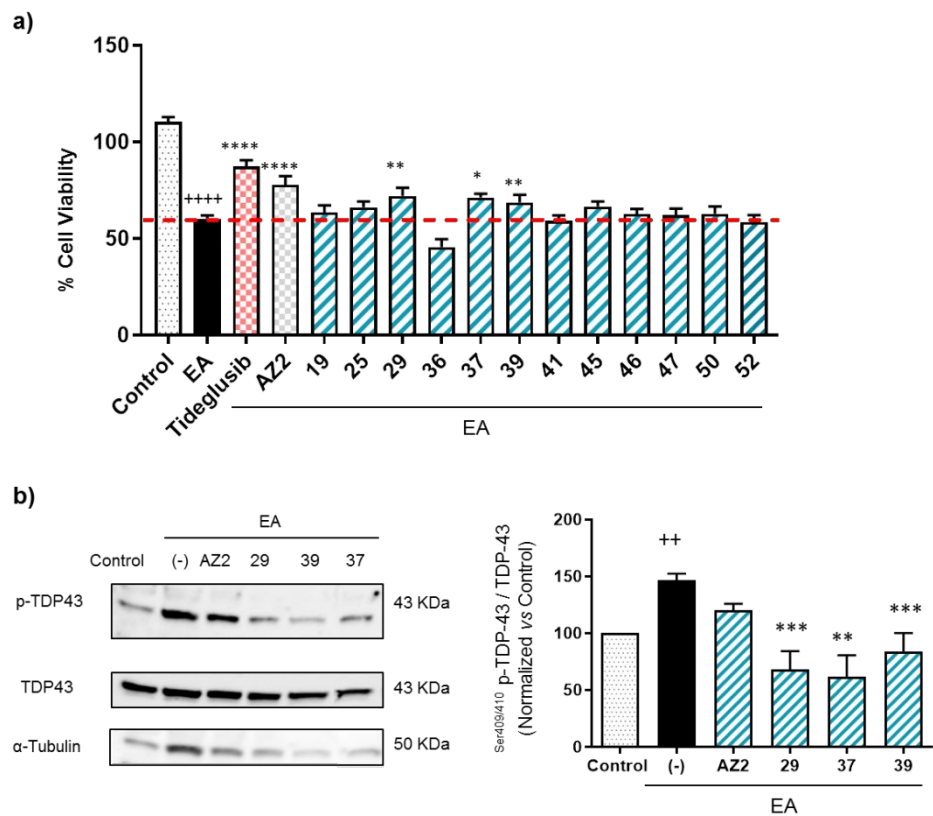 a)
150
100
50
0
% Cell Viability
++++
****
****
**
*
**
Control
EA
Tideglusib
AZ2
19
25
29
36
37
39
41
45
46
47
50
52
EA
b)
EA
Control (-) AZ2 29 39 37
p-TDP43 43 KDa
TDP43 43 KDa
α-Tubulin 50 KDa
Ser409/410 p-TDP-43 / TDP-43
(Normalized vs Control)
200
150
100
50
0
++
***
**
***
Control (-) AZ2 29 37 39
EA